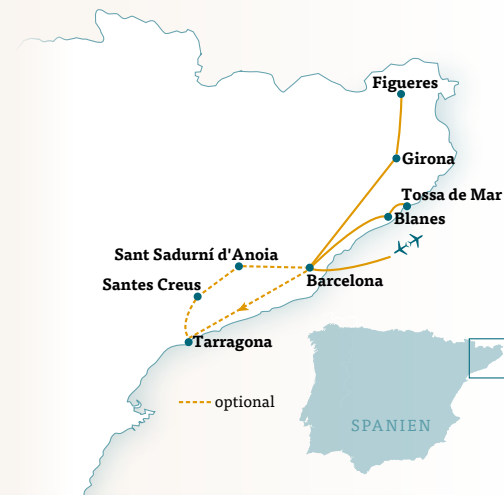 Figueres
Girona
Tossa de Mar
Blanes
Sant Sadurní d'Anoia
Barcelona
Santes Creus
Tarragona
optional
SPANIEN